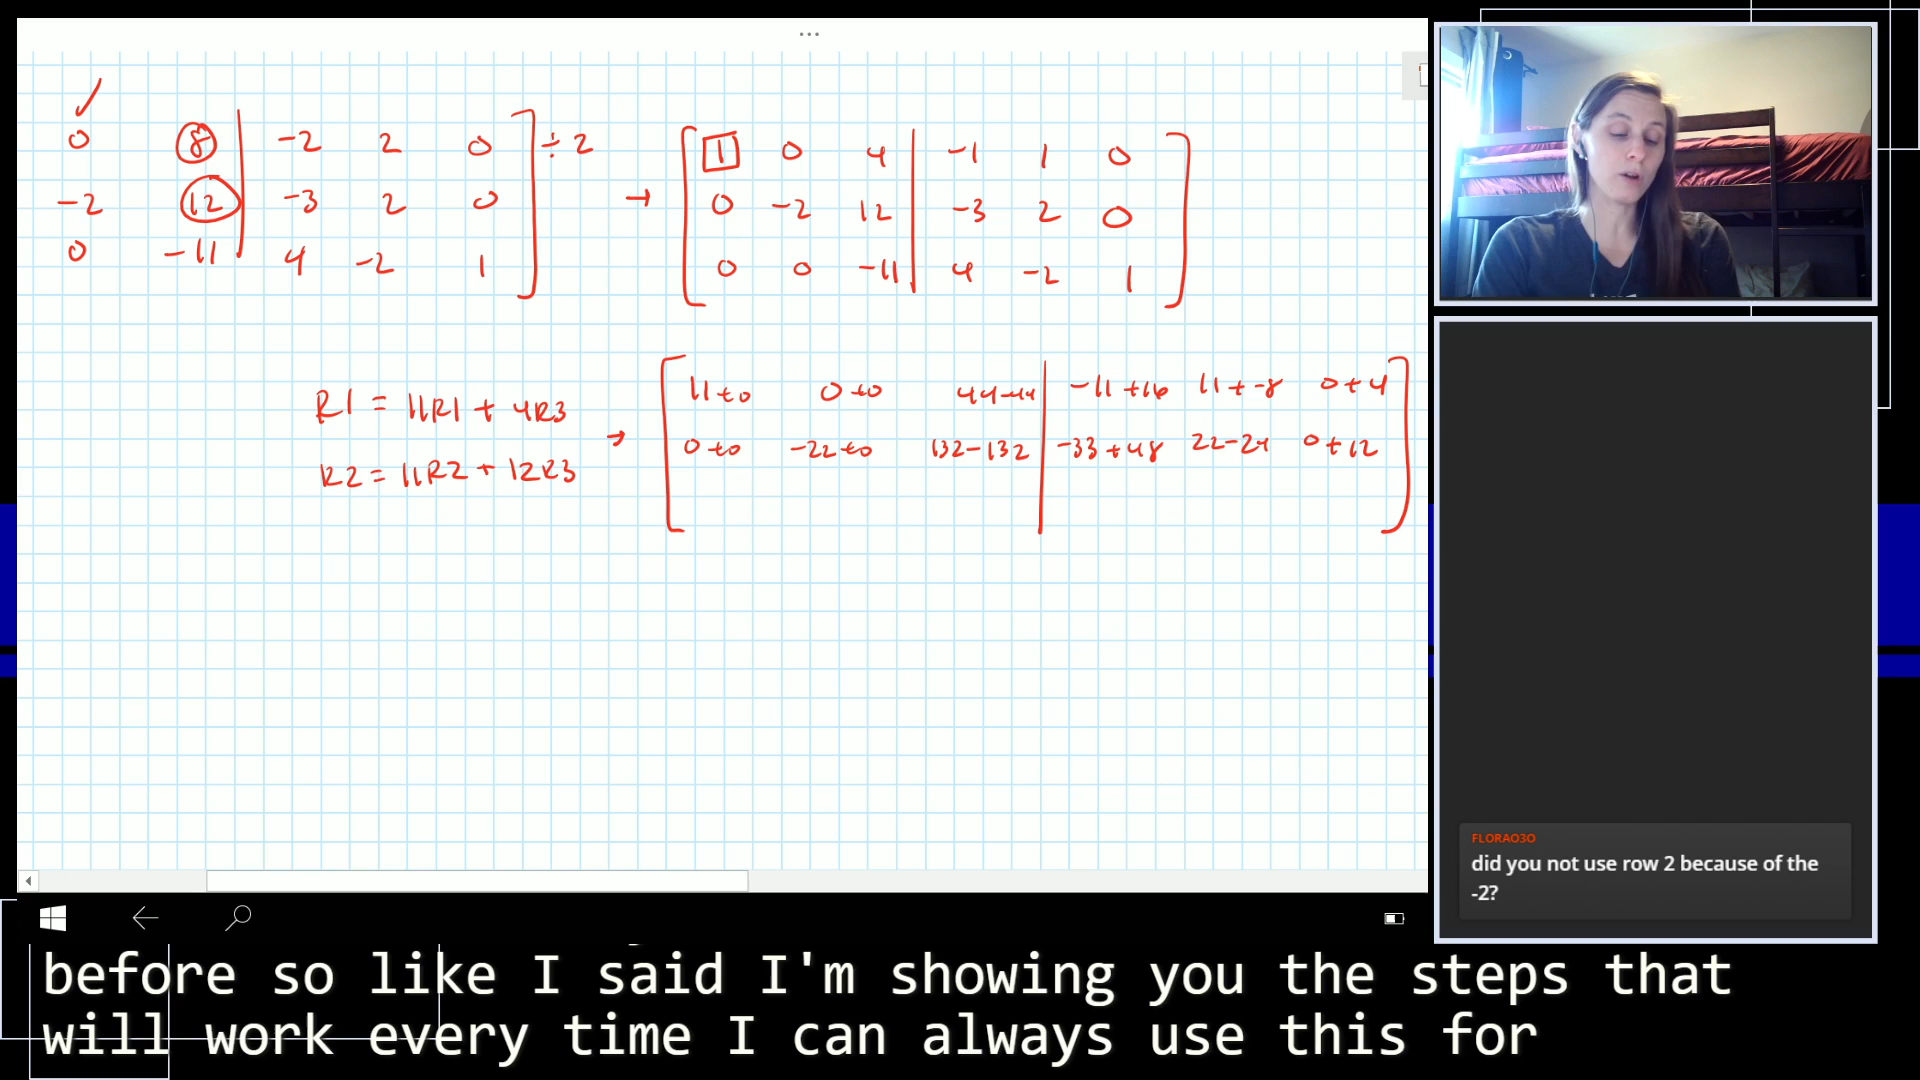 ...
✓
0 8 | -2 2 0 ] ÷ 2
-2 12 | -3 2 0
0 -11 | 4 -2 1
→ [ 1 0 4 | -1 1 0 ]
0 -2 12 | -3 2 0
0 0 -11 | 4 -2 1
R1 = 11R1 + 4R3
R2 = 11R2 + 12R3
→ [ 11+0 0+0 44-44 | -11+16 11+-8 0+4 ]
0+0 -22+0 132-132 | -33+48 22-24 0+12
FLORAO3O
did you not use row 2 because of the
-2?
before so like I said I'm showing you the steps that
will work every time I can always use this for